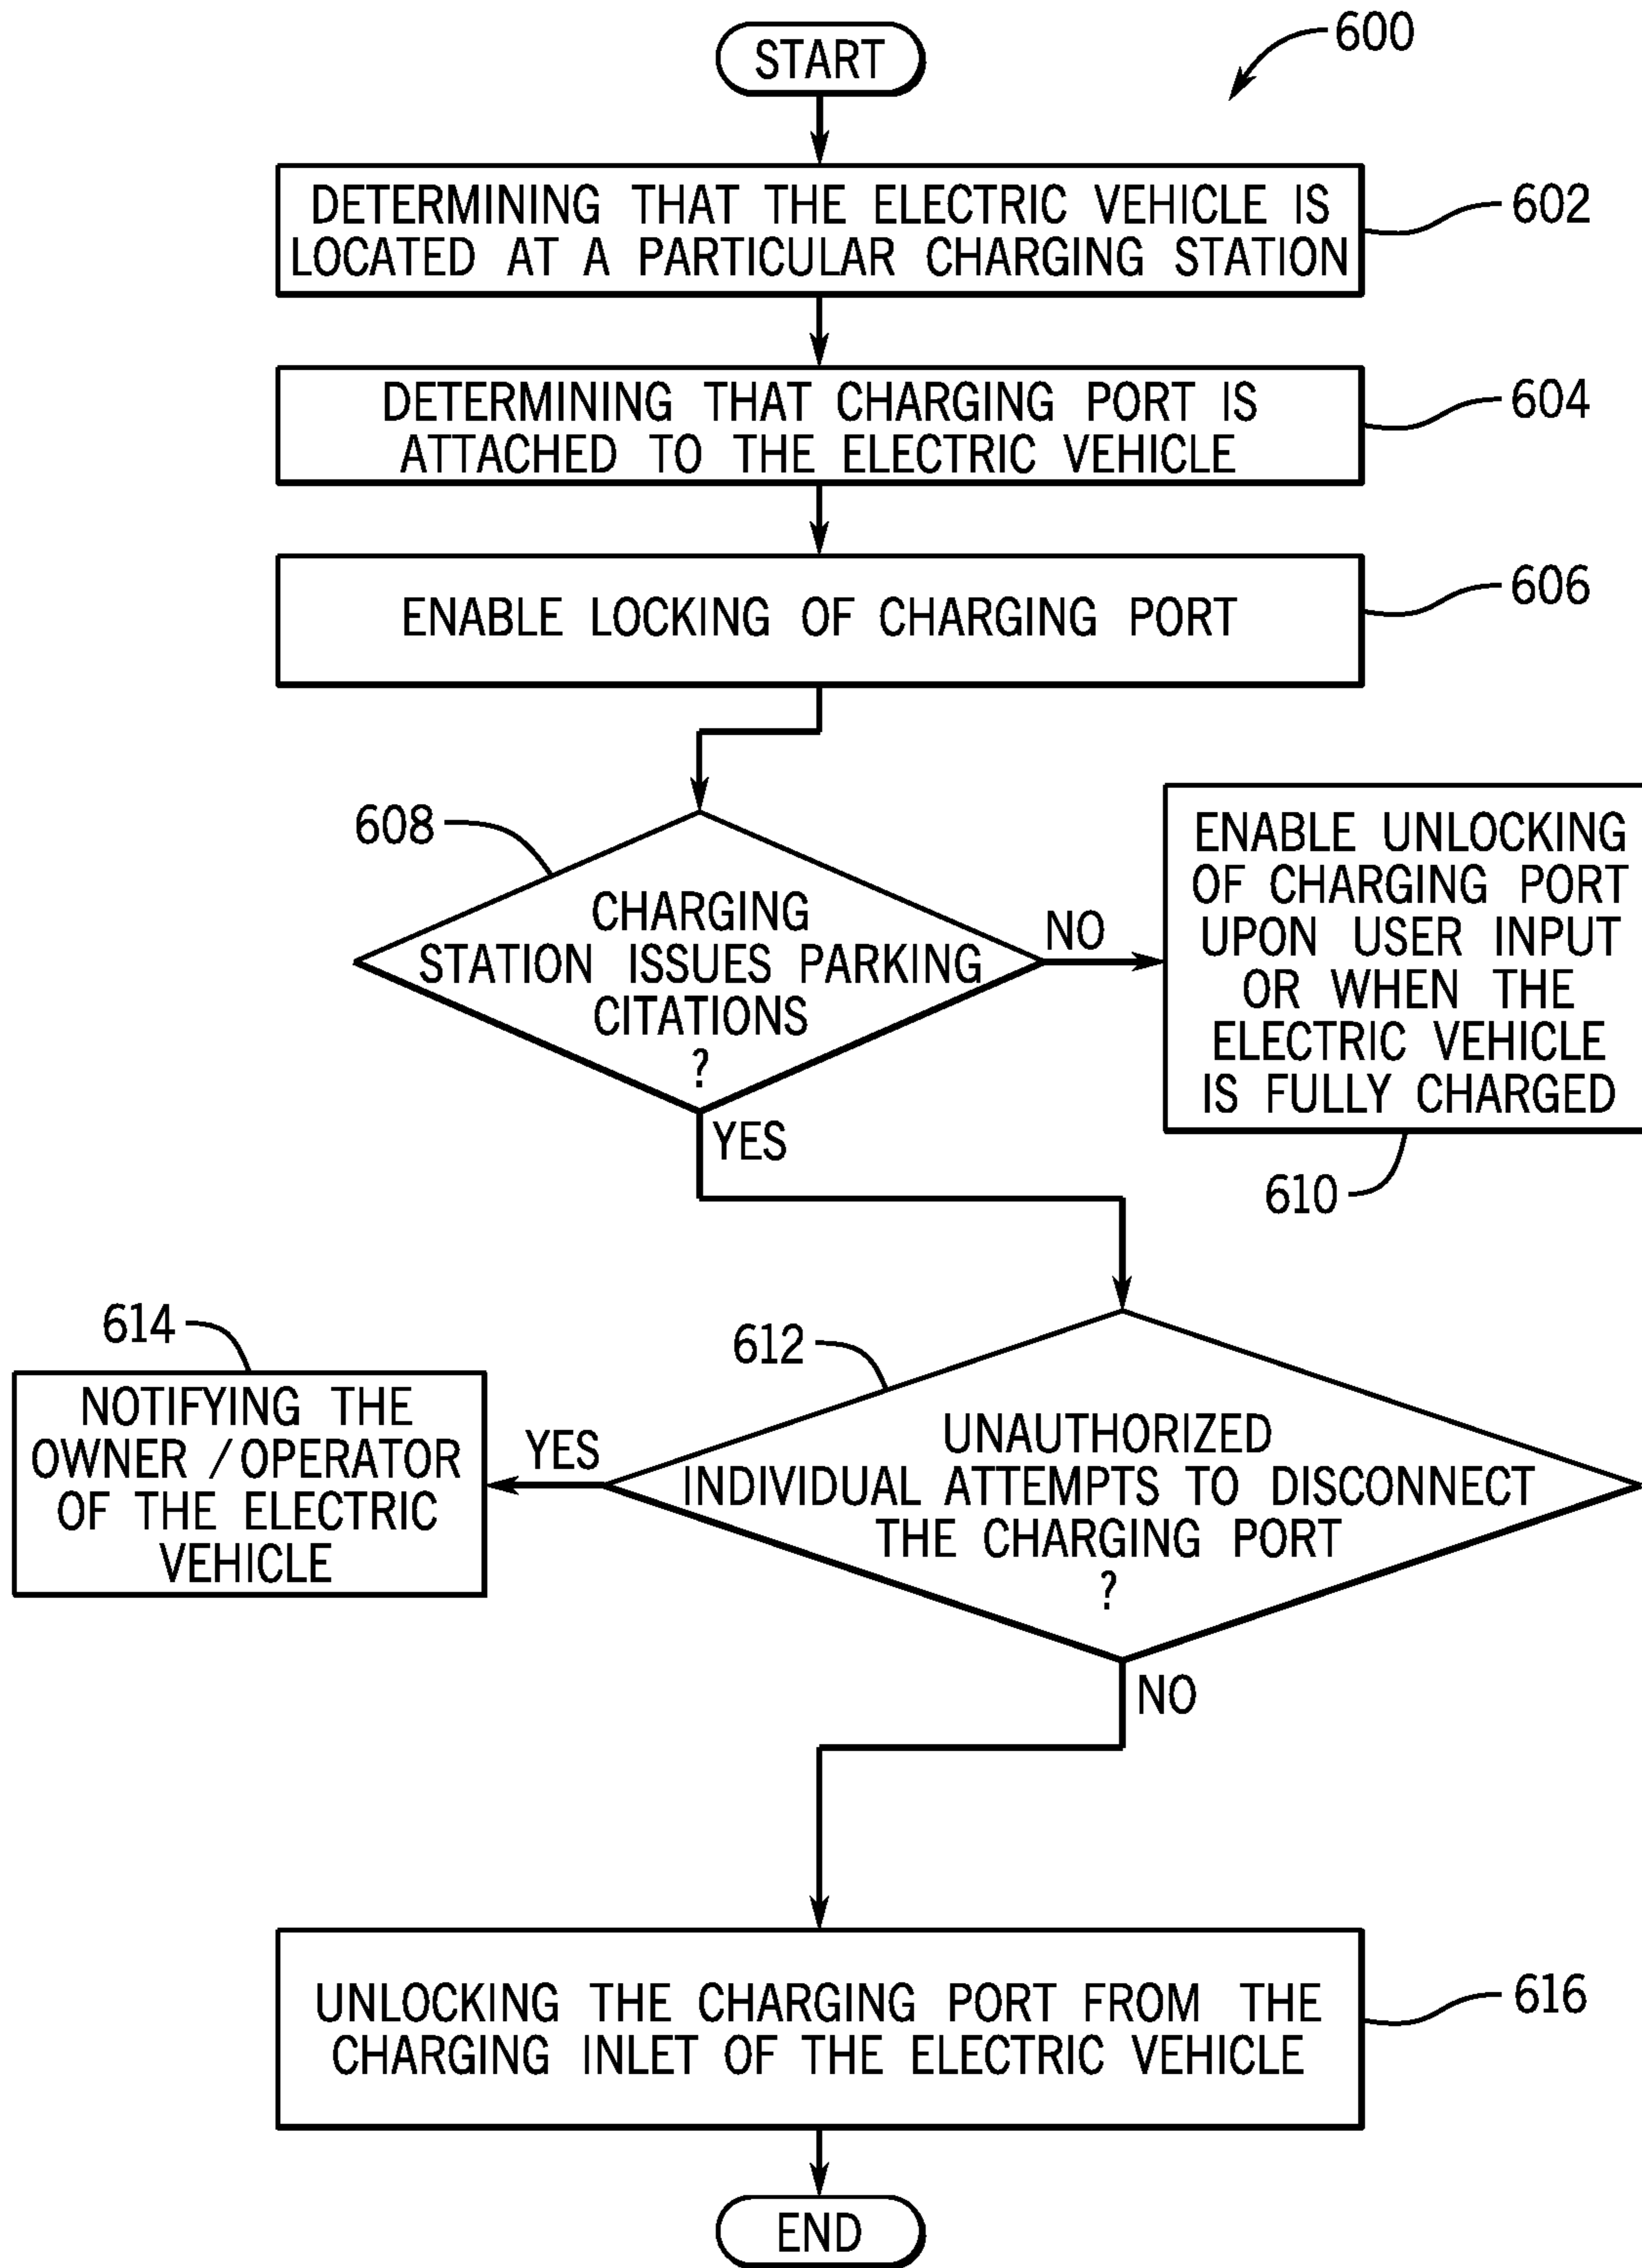 START
600
DETERMINING THAT THE ELECTRIC VEHICLE IS
LOCATED AT A PARTICULAR CHARGING STATION
602
DETERMINING THAT CHARGING PORT IS
ATTACHED TO THE ELECTRIC VEHICLE
604
ENABLE LOCKING OF CHARGING PORT
606
608
CHARGING
STATION ISSUES PARKING
CITATIONS
?
NO
ENABLE UNLOCKING
OF CHARGING PORT
UPON USER INPUT
OR WHEN THE
ELECTRIC VEHICLE
IS FULLY CHARGED
610
YES
612
UNAUTHORIZED
INDIVIDUAL ATTEMPTS TO DISCONNECT
THE CHARGING PORT
?
YES
614
NOTIFYING THE
OWNER / OPERATOR
OF THE ELECTRIC
VEHICLE
NO
UNLOCKING THE CHARGING PORT FROM THE
CHARGING INLET OF THE ELECTRIC VEHICLE
616
END